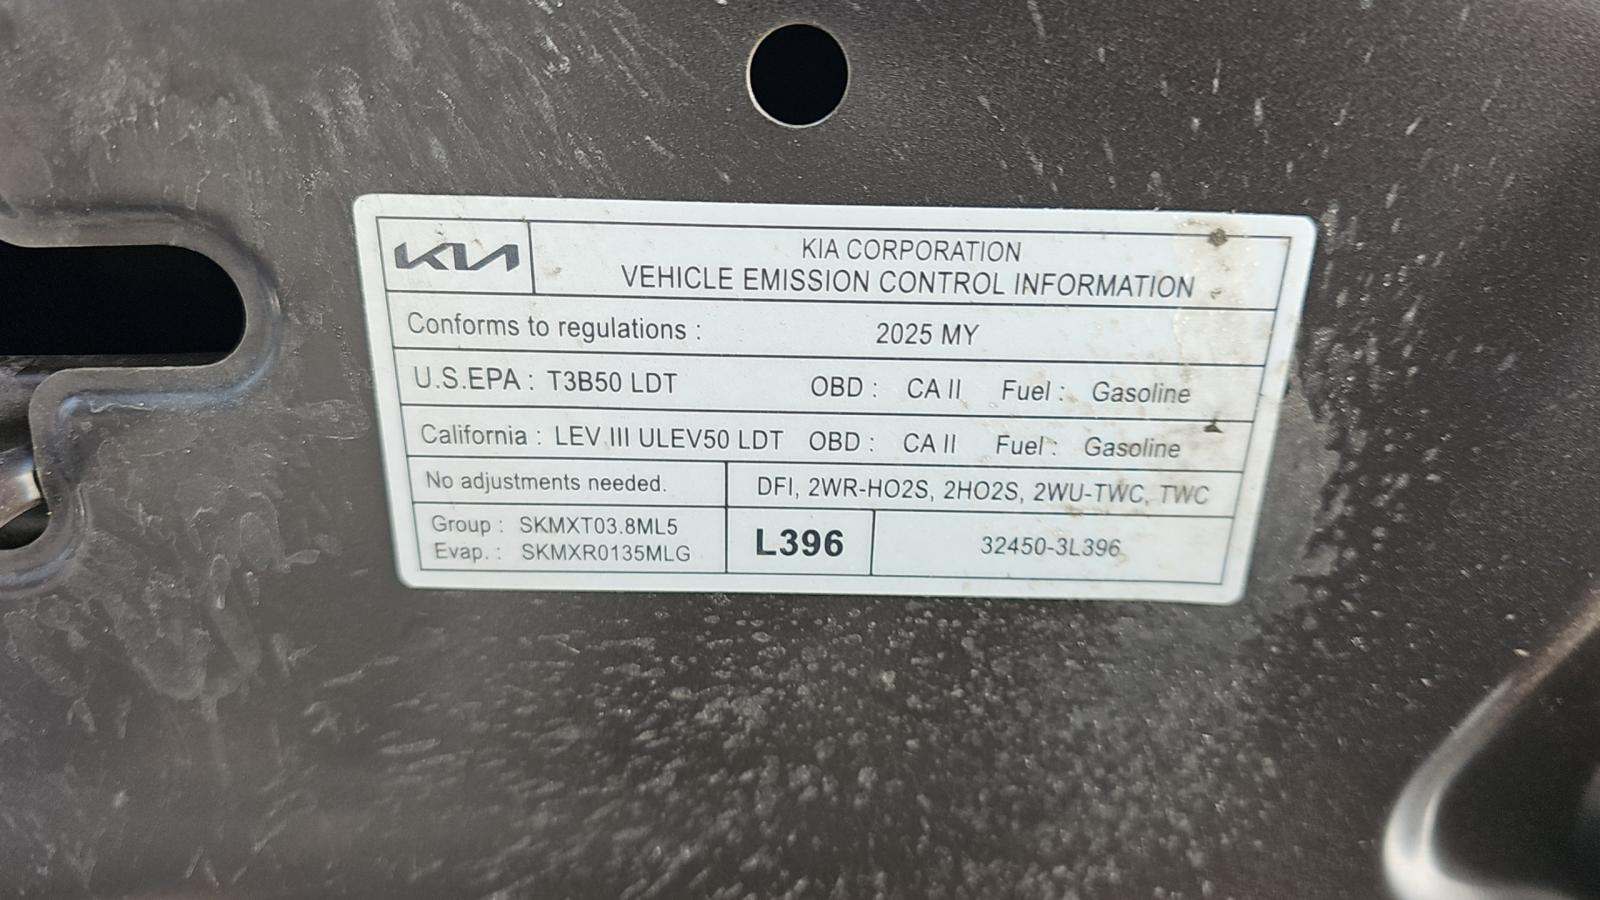 KIA
KIA CORPORATION
VEHICLE EMISSION CONTROL INFORMATION
Conforms to regulations : 2025 MY
U.S.EPA : T3B50 LDT OBD : CA II Fuel : Gasoline
California : LEV III ULEV50 LDT OBD : CA II Fuel : Gasoline
No adjustments needed.
DFI, 2WR-HO2S, 2HO2S, 2WU-TWC, TWC
Group : SKMXT03.8ML5
Evap. : SKMXR0135MLG
L396
32450-3L396